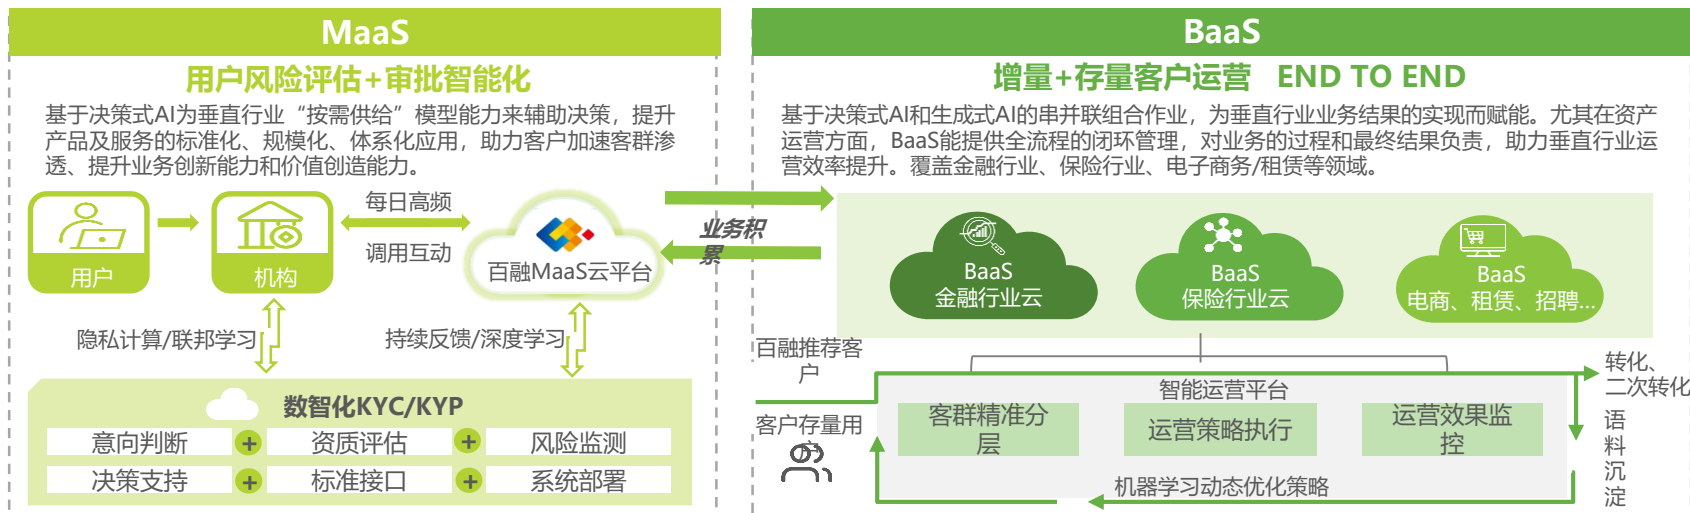 MaaS
用户风险评估+审批智能化
基于决策式AI为垂直行业“按需供给”模型能力来辅助决策，提升
产品及服务的标准化、规模化、体系化应用，助力客户加速客群渗
透、提升业务创新能力和价值创造能力。
用户
机构
每日高频
调用互动
百融MaaS云平台
隐私计算/联邦学习
持续反馈/深度学习
数智化KYC/KYP
意向判断
+
资质评估
+
风险监测
决策支持
+
标准接口
+
系统部署
业务积
累
BaaS
增量+存量客户运营 END TO END
基于决策式AI和生成式AI的串并联组合作业，为垂直行业业务结果的实现而赋能。尤其在资产
运营方面，BaaS能提供全流程的闭环管理，对业务的过程和最终结果负责，助力垂直行业运
营效率提升。覆盖金融行业、保险行业、电子商务/租赁等领域。
BaaS
金融行业云
BaaS
保险行业云
BaaS
电商、租赁、招聘...
百融推荐客
户
客户存量用
户
智能运营平台
客群精准分
层
运营策略执行
运营效果监
控
机器学习动态优化策略
转化、
二次转化
语
料
沉
淀